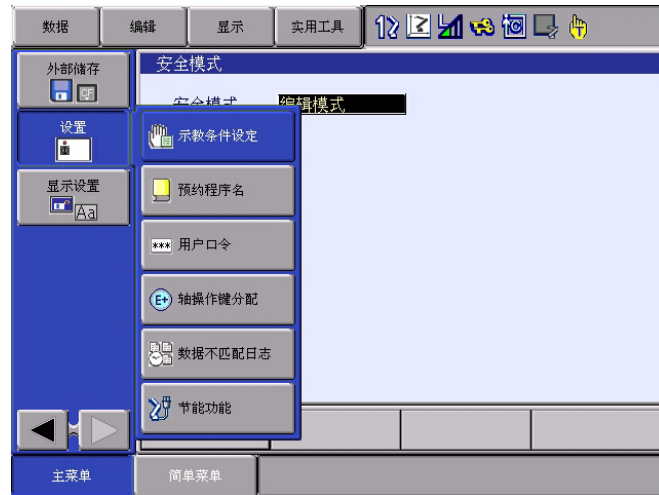 数据
编辑
显示
实用工具
外部储存
CF
安全模式
安全模式
编辑模式
设置
示教条件设定
显示设置
Aa
预约程序名
***
用户口令
E+
轴操作键分配
数据不匹配日志
节能功能
主菜单
简单菜单